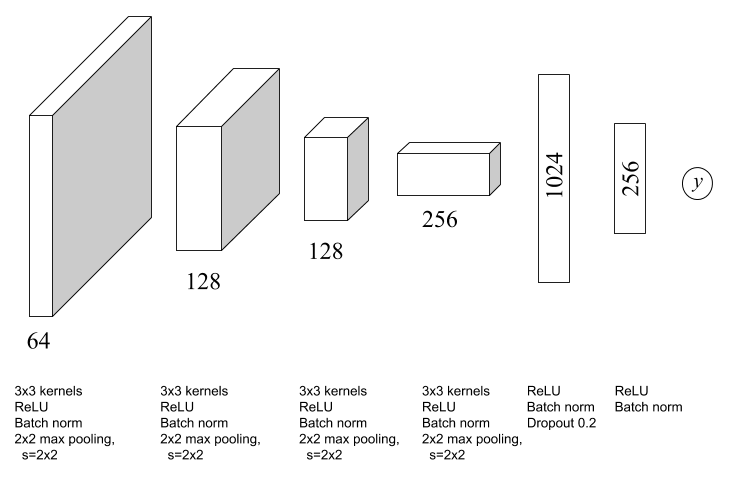 1024
256
y
256
128
128
64
3x3 kernels
ReLU
Batch norm
2x2 max pooling,
s=2x2
3x3 kernels
ReLU
Batch norm
2x2 max pooling,
s=2x2
3x3 kernels
ReLU
Batch norm
2x2 max pooling,
s=2x2
3x3 kernels
ReLU
Batch norm
2x2 max pooling,
s=2x2
ReLU
Batch norm
Dropout 0.2
ReLU
Batch norm